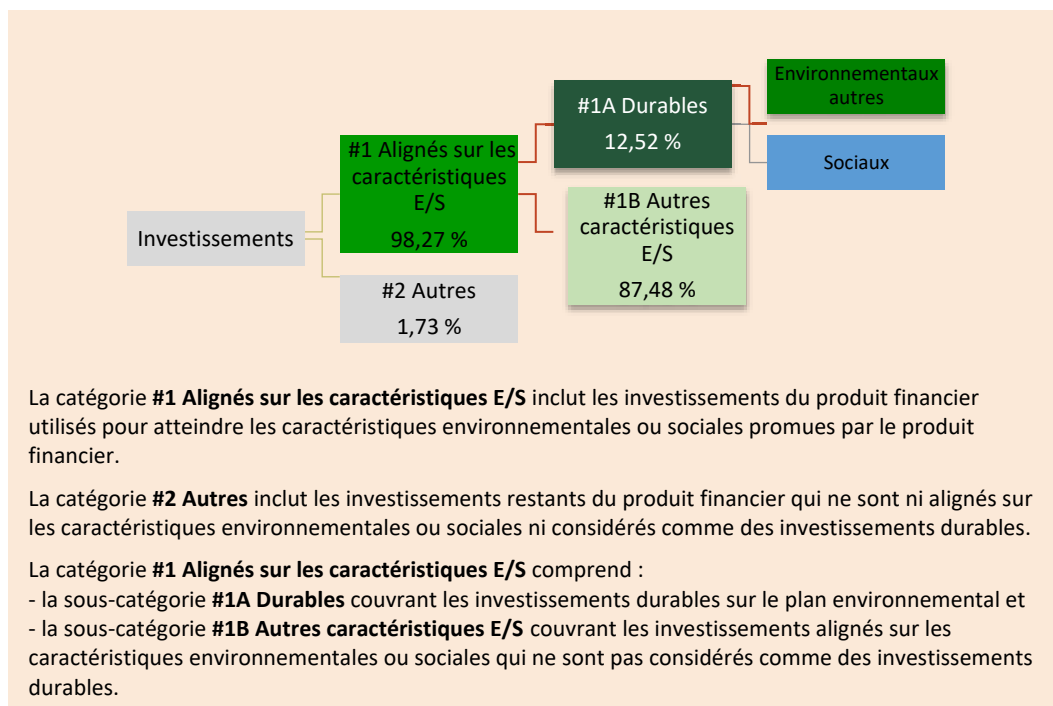 Investissements
#1 Alignés sur les
caractéristiques
E/S
98,27 %
#2 Autres
1,73 %
#1A Durables
12,52 %
#1B Autres
caractéristiques
E/S
87,48 %
Environnementaux
autres
Sociaux
La catégorie #1 Alignés sur les caractéristiques E/S inclut les investissements du produit financier
utilisés pour atteindre les caractéristiques environnementales ou sociales promues par le produit
financier.
La catégorie #2 Autres inclut les investissements restants du produit financier qui ne sont ni alignés sur
les caractéristiques environnementales ou sociales ni considérés comme des investissements durables.
La catégorie #1 Alignés sur les caractéristiques E/S comprend :
- la sous-catégorie #1A Durables couvrant les investissements durables sur le plan environnemental et
- la sous-catégorie #1B Autres caractéristiques E/S couvrant les investissements alignés sur les
caractéristiques environnementales ou sociales qui ne sont pas considérés comme des investissements
durables.